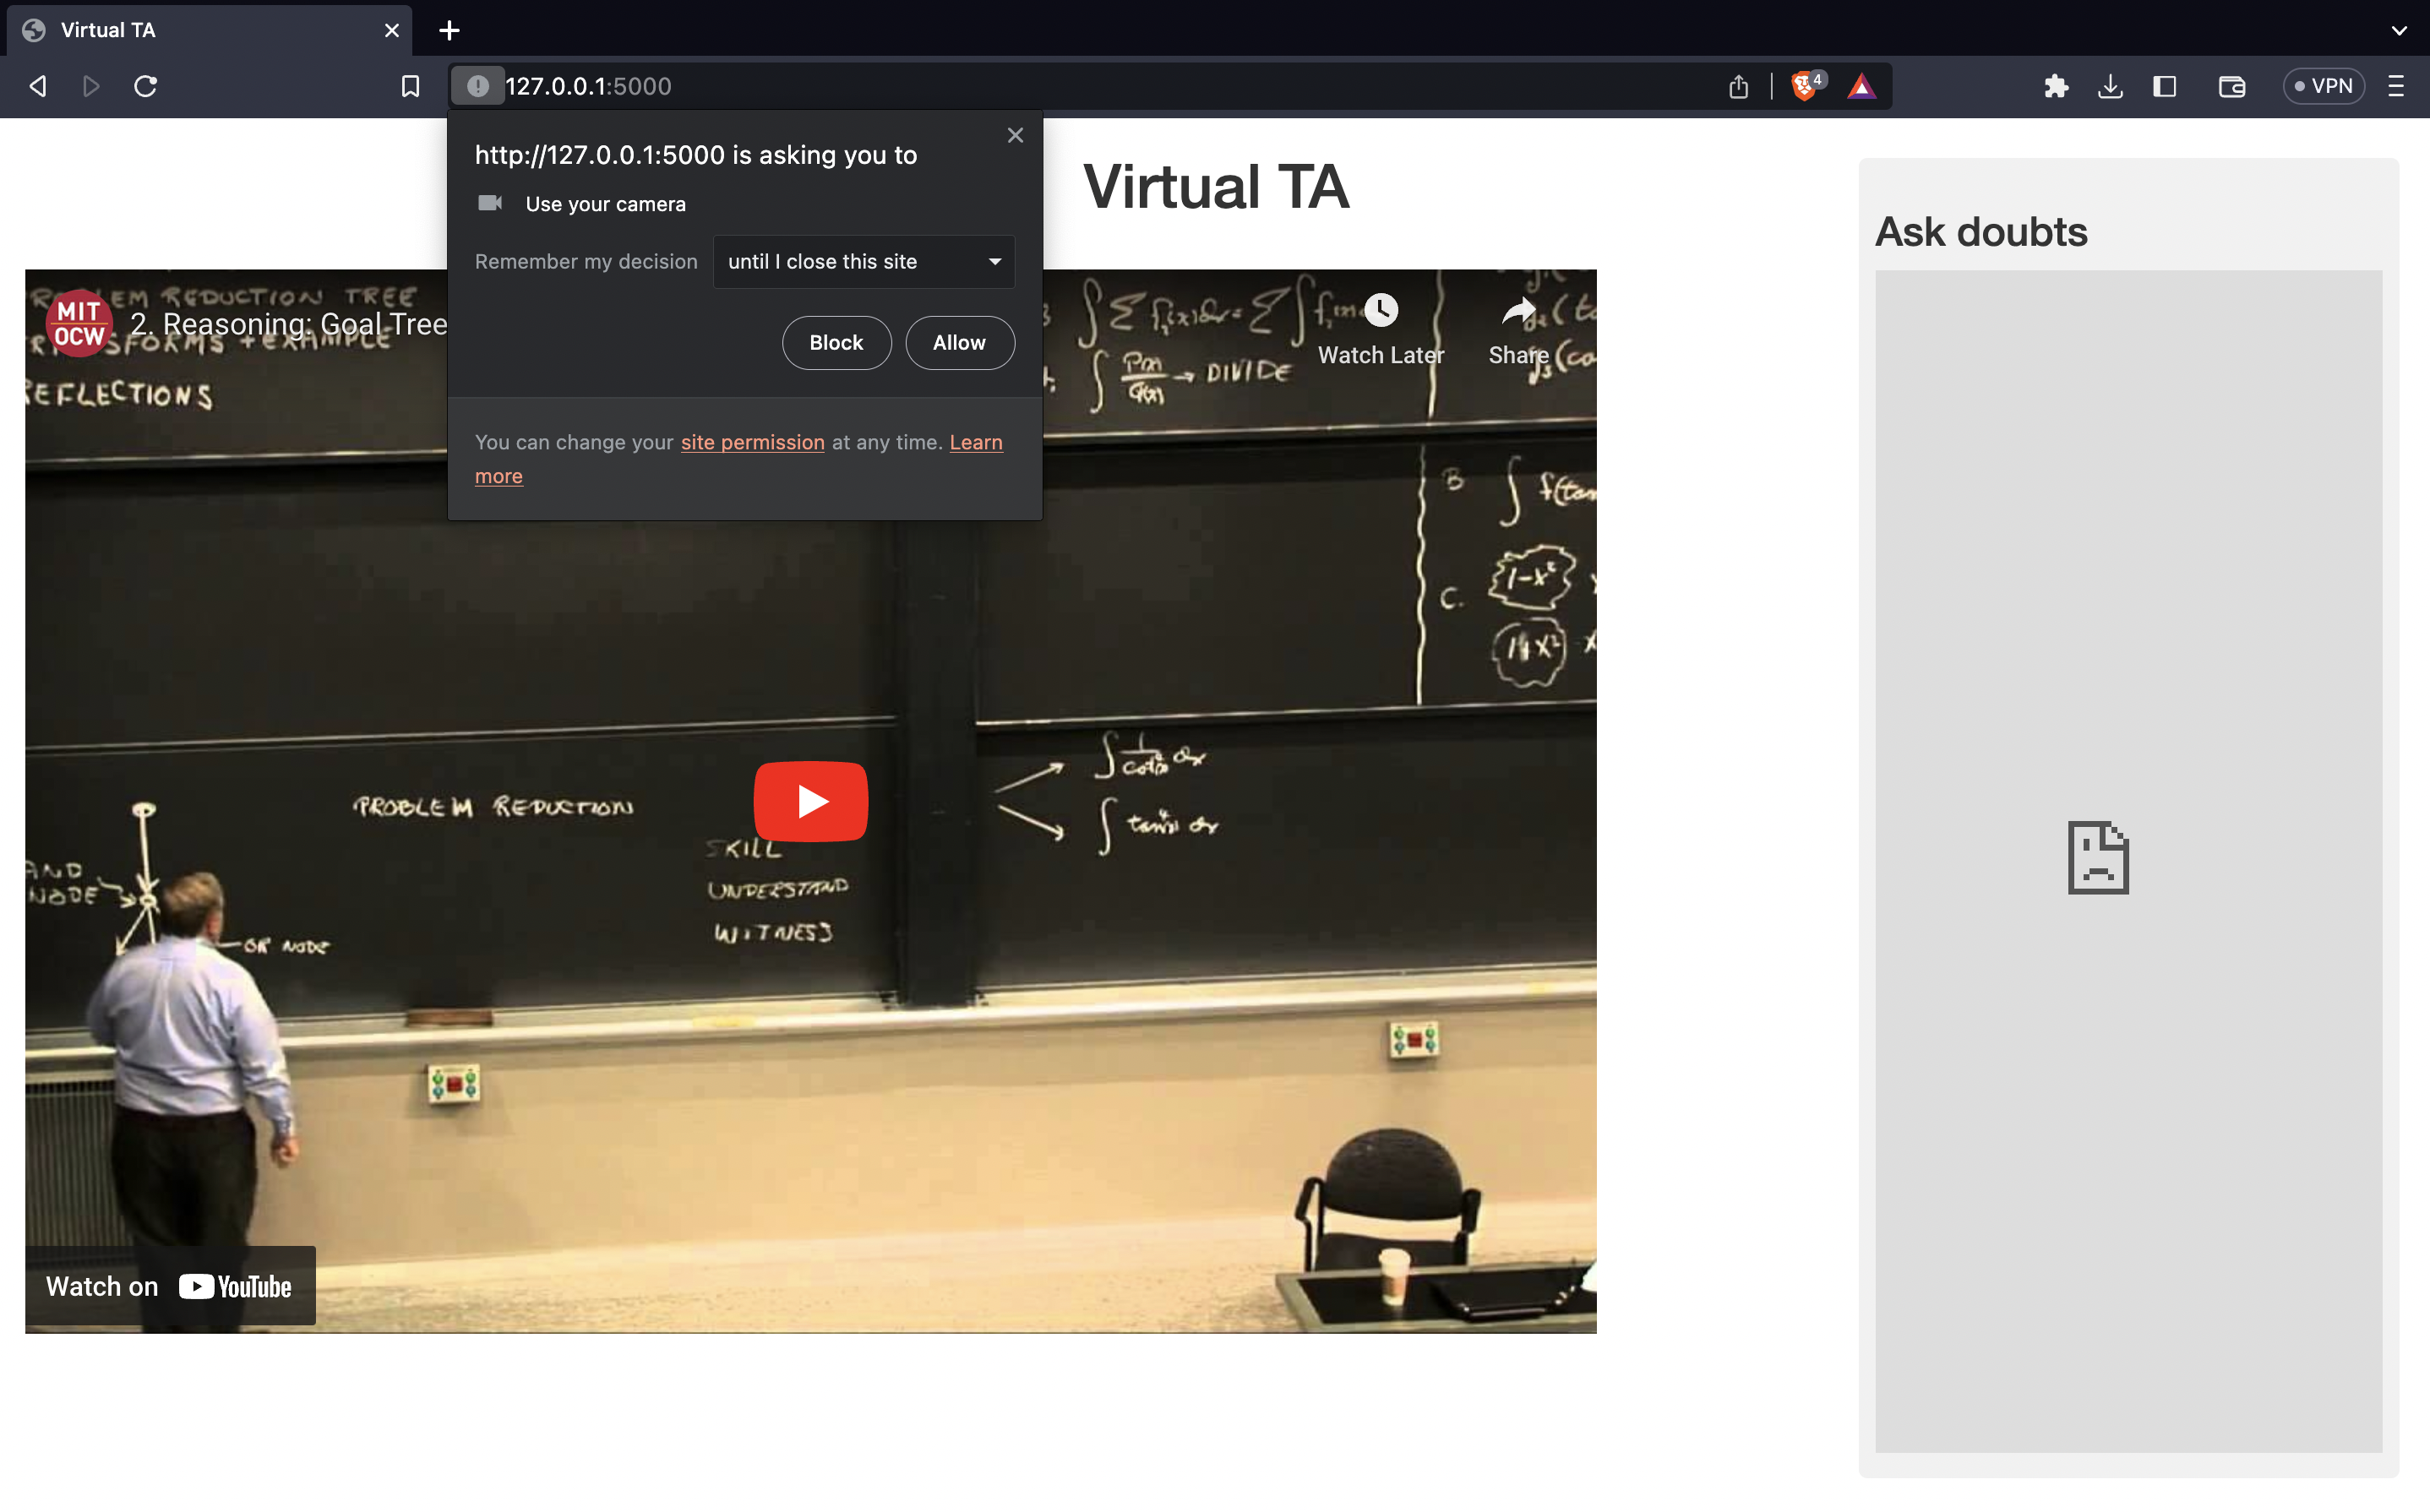 Virtual TA
127.0.0.1:5000
4
VPN
http://127.0.0.1:5000 is asking you to
Use your camera
Remember my decision
until I close this site
Block
Allow
You can change your site permission at any time. Learn
more
Virtual TA
Ask doubts
MIT
OCW
2. Reasoning: Goal Tree
Watch Later
Share
EM REDUCTION TREE
SFORMS + EXAMPLE
REFLECTIONS
→ DIVIDE
B
C.
PROBLEM REDUCTION
SKILL
UNDERSTAND
WITNESS
AND
NODE
OR NODE
Watch on YouTube